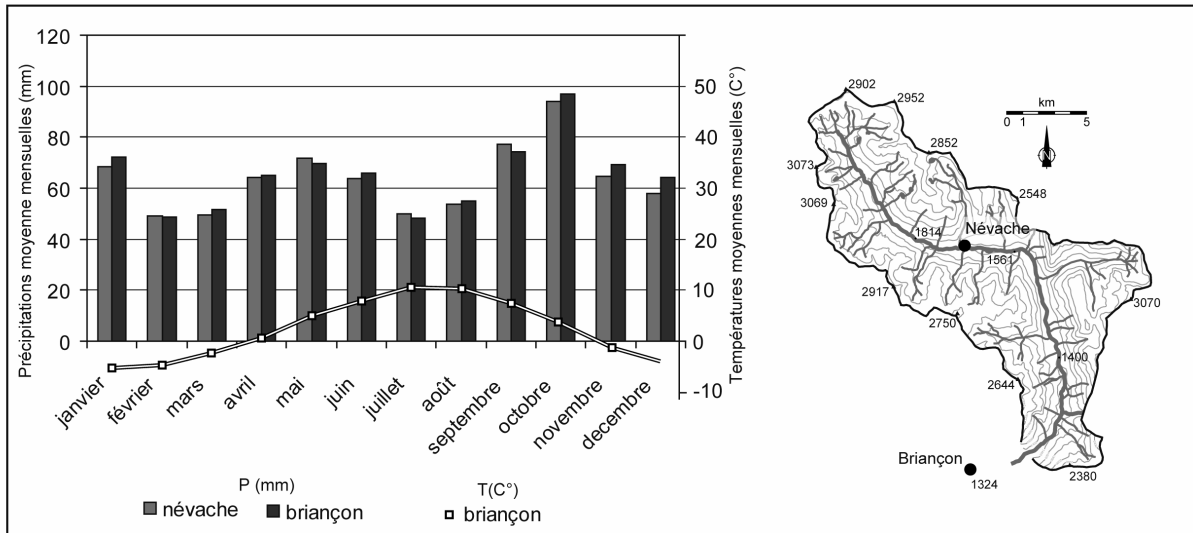 Précipitations moyenne mensuelles (mm)
120
100
80
60
40
20
0
50
40
30
20
10
0
-10
Températures moyennes mensuelles (C°)
janvier
février
mars
avril
mai
juin
juillet
août
septembre
octobre
novembre
decembre
P (mm)
T(C°)
névache
briançon
briançon
2902
2952
km
0 1 5
2852
N
3073
2548
3069
Névache
1814
1561
2917
3070
2750
1400
2644
Briançon
1324
2380